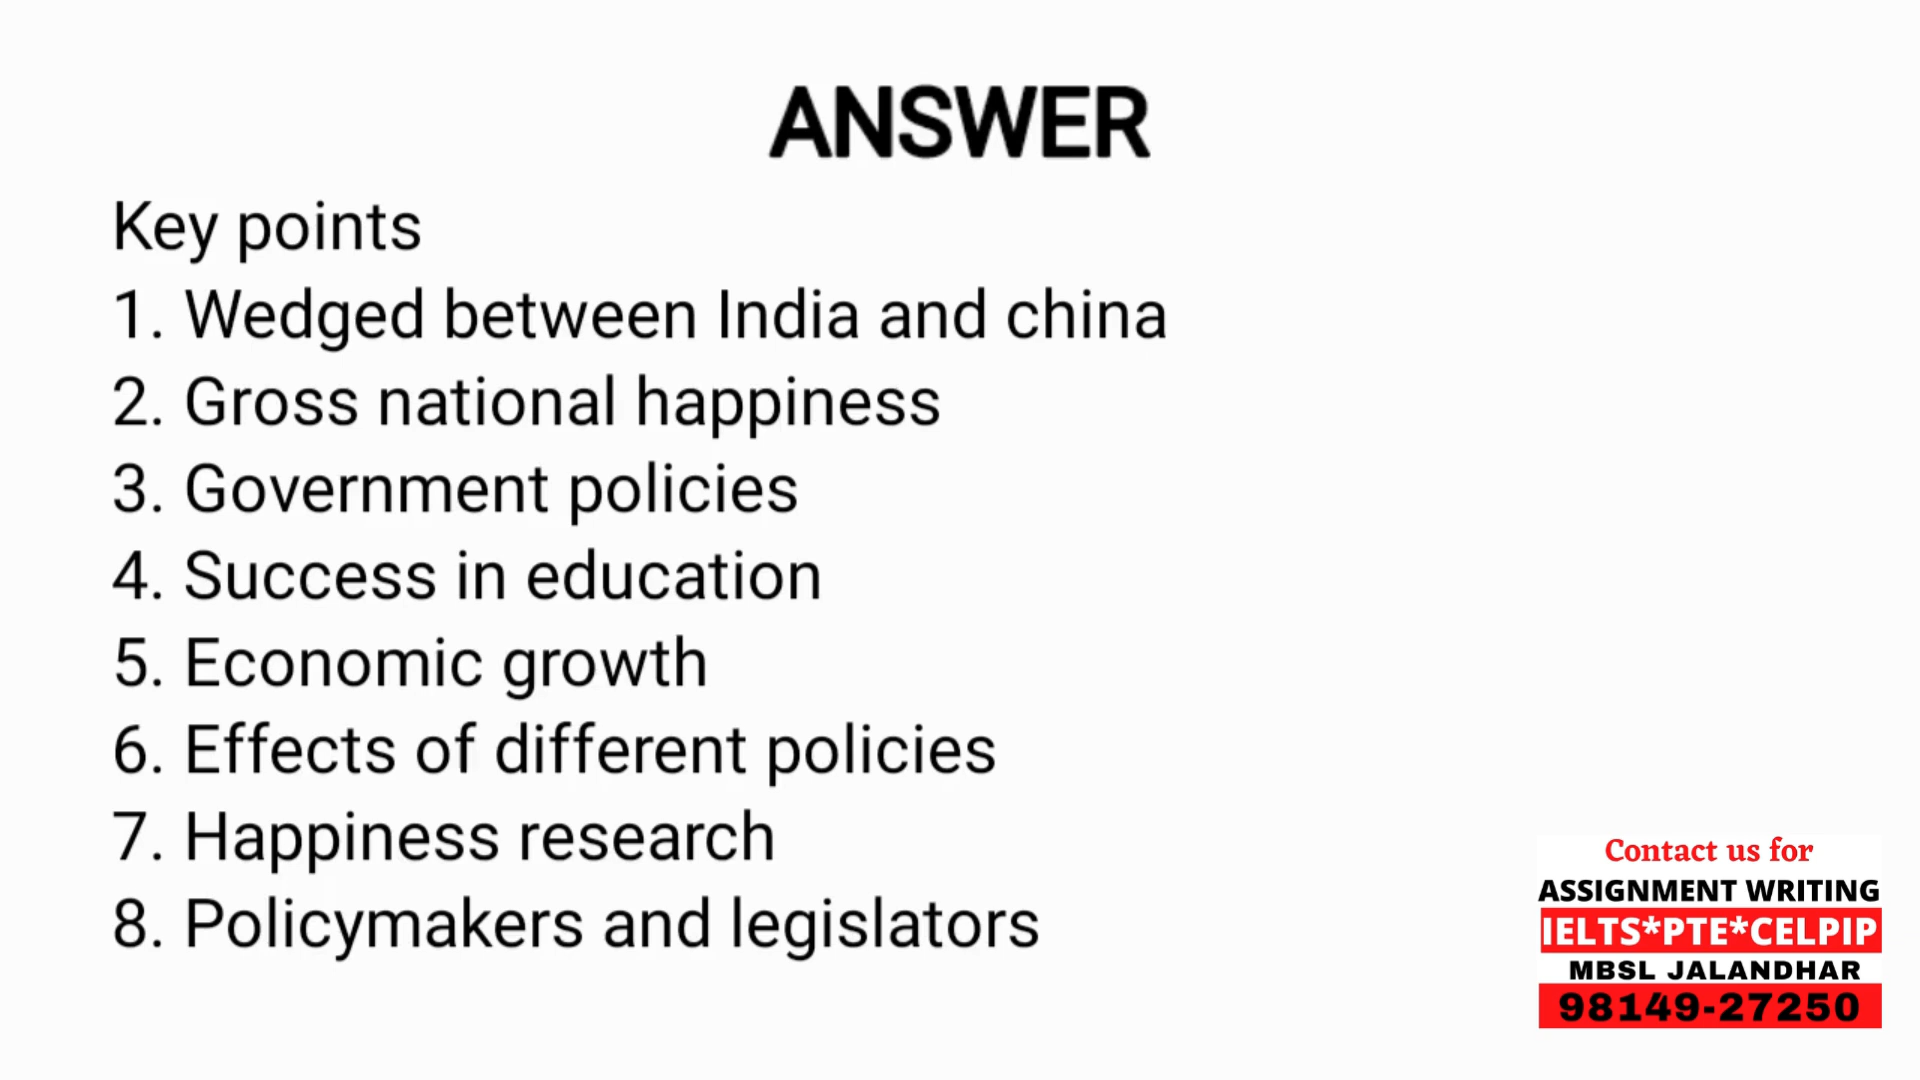 ANSWER
Key points
1. Wedged between India and china
2. Gross national happiness
3. Government policies
4. Success in education
5. Economic growth
6. Effects of different policies
7. Happiness research
8. Policymakers and legislators
Contact us for
ASSIGNMENT WRITING
IELTS*PTE*CELPIP
MBSL JALANDHAR
98149-27250